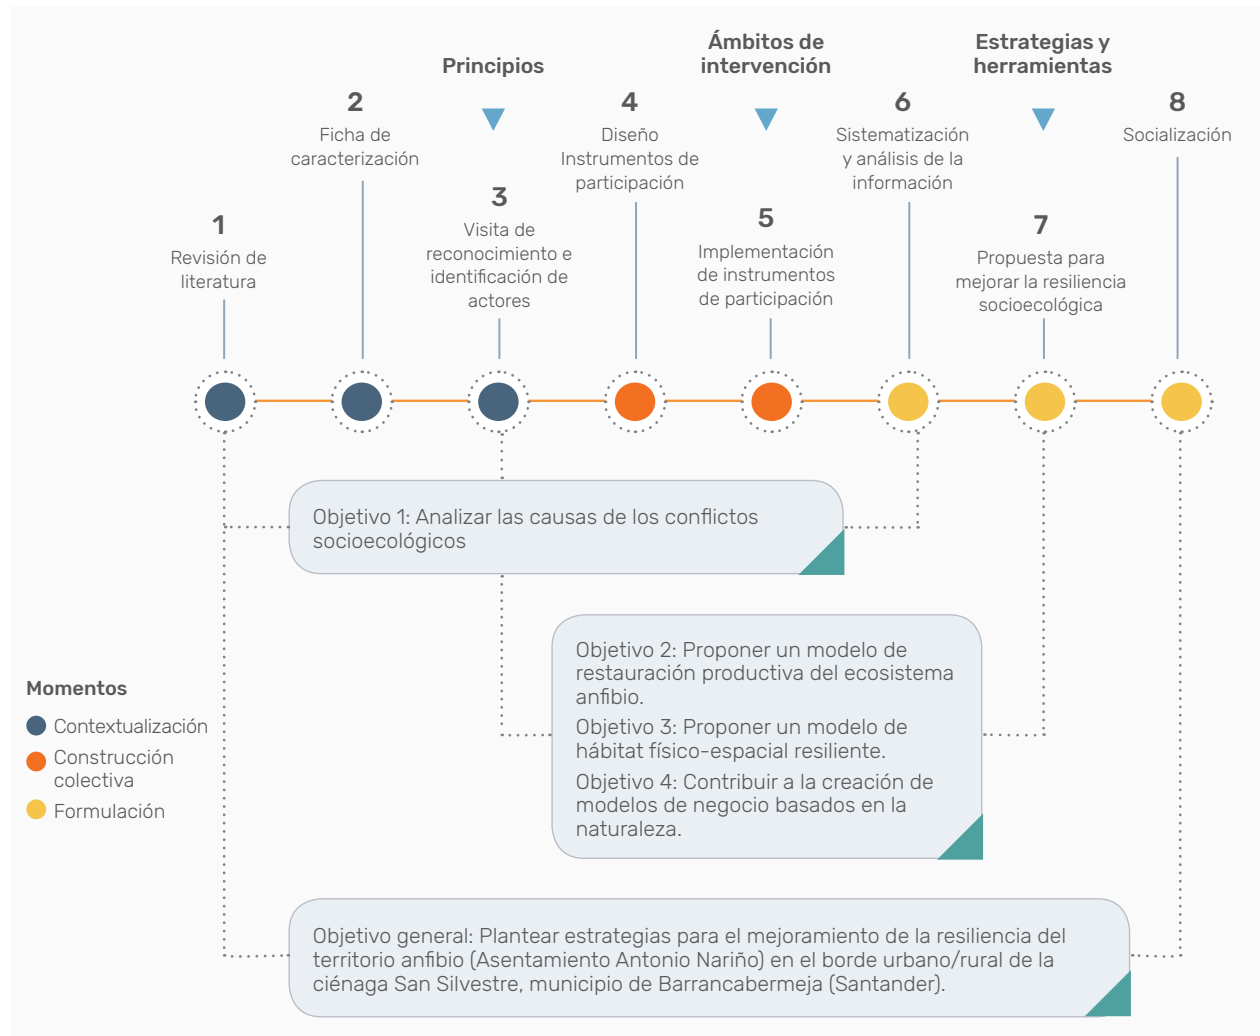 Principios
Ámbitos de
intervención
Estrategias y
herramientas
1
Revisión de
literatura
2
Ficha de
caracterización
3
Visita de
reconocimiento e
identificación de
actores
4
Diseño
Instrumentos de
participación
5
Implementación
de instrumentos
de participación
6
Sistematización
y análisis de la
información
7
Propuesta para
mejorar la resiliencia
socioecológica
8
Socialización
Objetivo 1: Analizar las causas de los conflictos
socioecológicos
Objetivo 2: Proponer un modelo de
restauración productiva del ecosistema
anfibio.
Objetivo 3: Proponer un modelo de
hábitat físico-espacial resiliente.
Objetivo 4: Contribuir a la creación de
modelos de negocio basados en la
naturaleza.
Momentos
Contextualización
Construcción
colectiva
Formulación
Objetivo general: Plantear estrategias para el mejoramiento de la resiliencia del
territorio anfibio (Asentamiento Antonio Nariño) en el borde urbano/rural de la
ciénaga San Silvestre, municipio de Barrancabermeja (Santander).